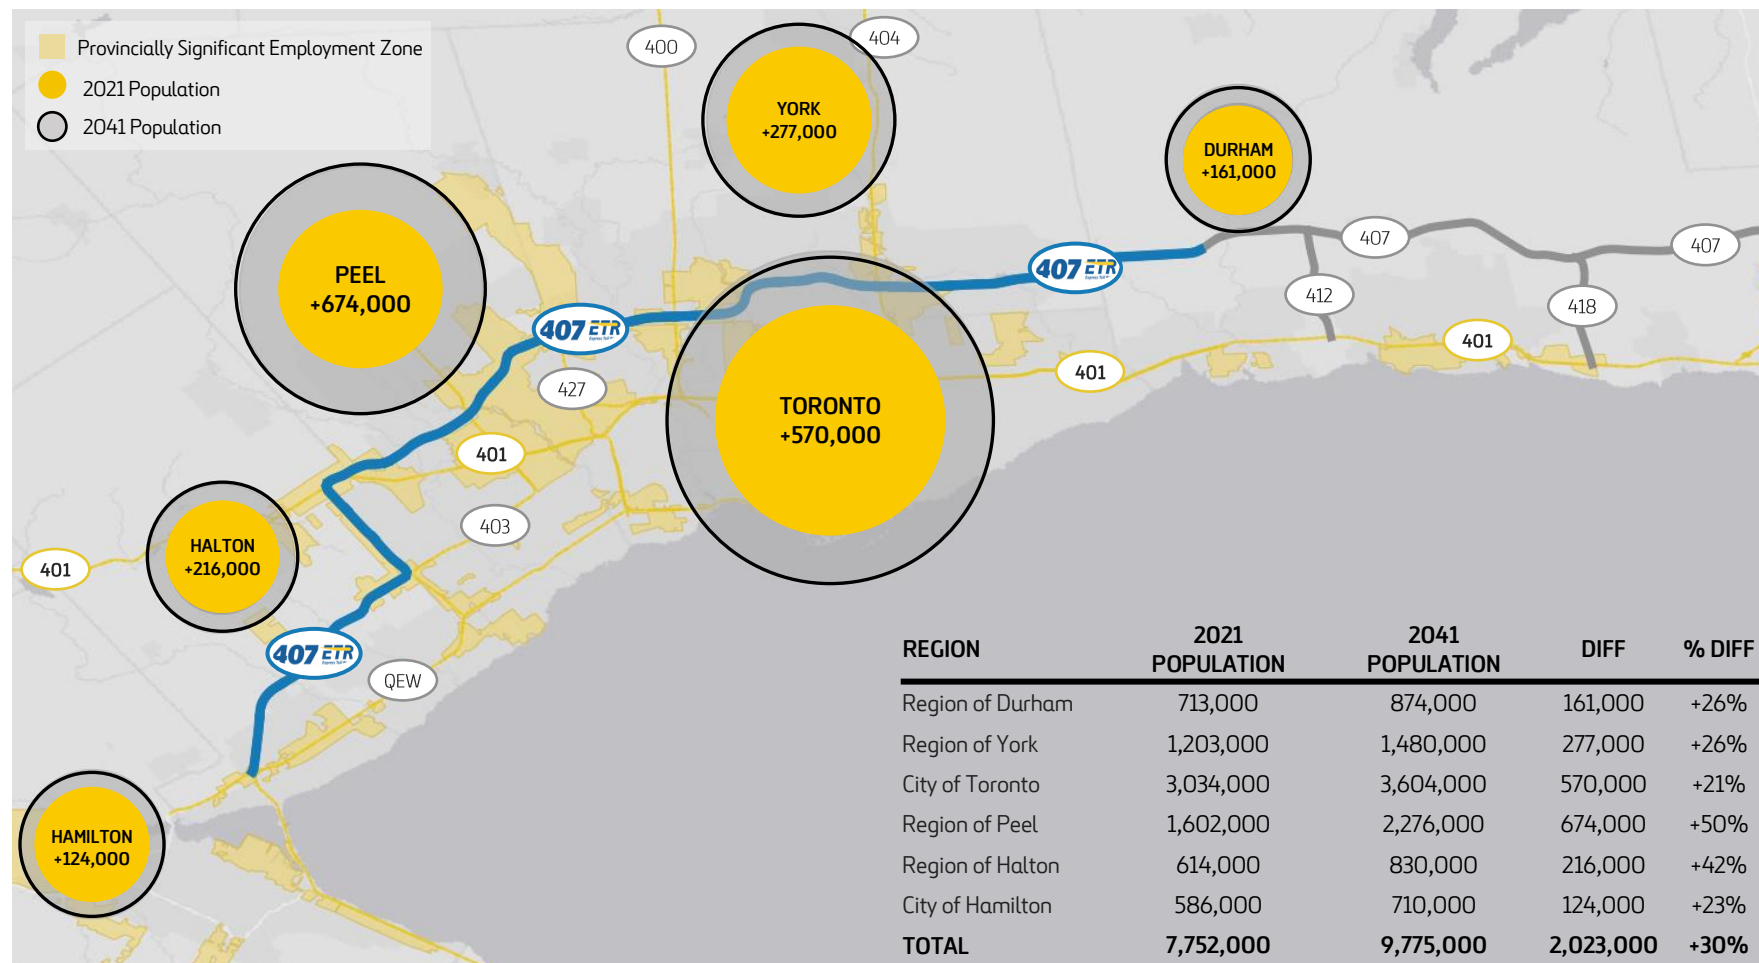 Provincially Significant Employment Zone
2021 Population
2041 Population
400
404
YORK
+277,000
DURHAM
+161,000
PEEL
+674,000
407 ETR
407
407
412
418
407 ETR
427
401
401
TORONTO
+570,000
401
403
HALTON
+216,000
401
407 ETR
QEW
HAMILTON
+124,000
REGION 2021 POPULATION 2041 POPULATION DIFF % DIFF
Region of Durham 713,000 874,000 161,000 +26%
Region of York 1,203,000 1,480,000 277,000 +26%
City of Toronto 3,034,000 3,604,000 570,000 +21%
Region of Peel 1,602,000 2,276,000 674,000 +50%
Region of Halton 614,000 830,000 216,000 +42%
City of Hamilton 586,000 710,000 124,000 +23%
TOTAL 7,752,000 9,775,000 2,023,000 +30%